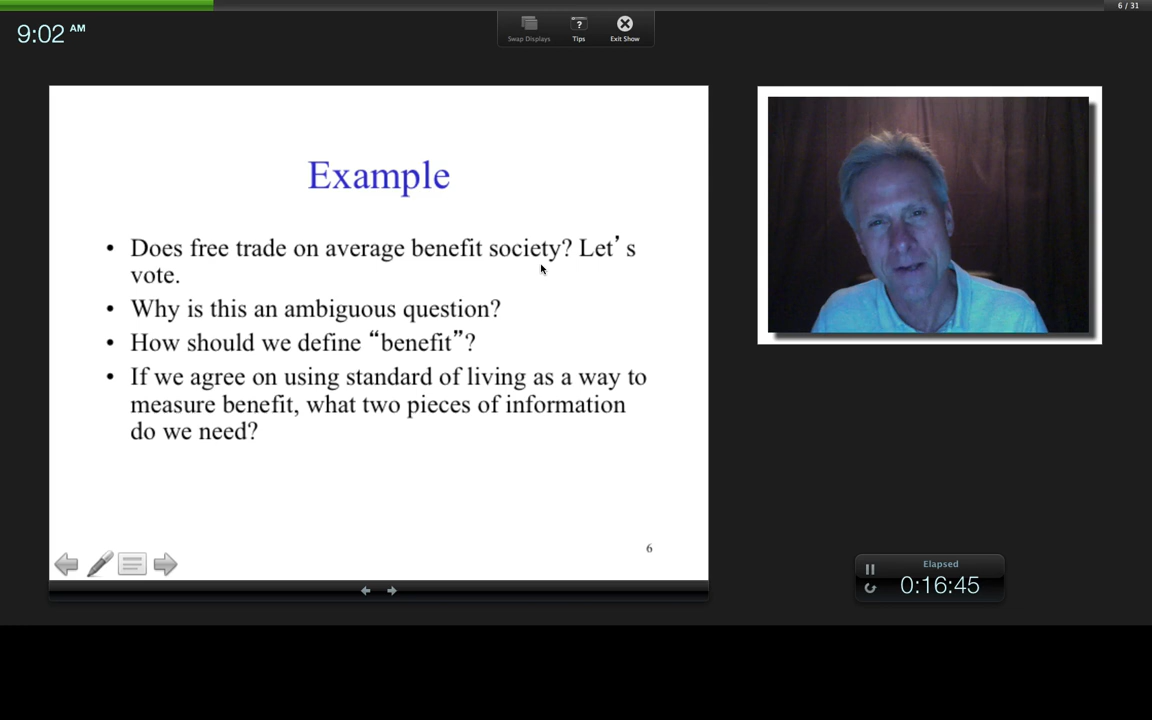 6 / 31
9:02 AM
Swap Displays
Tips
Exit Show
Example
• Does free trade on average benefit society? Let’s
vote.
• Why is this an ambiguous question?
• How should we define “benefit”?
• If we agree on using standard of living as a way to
measure benefit, what two pieces of information
do we need?
6
Elapsed
0:16:45